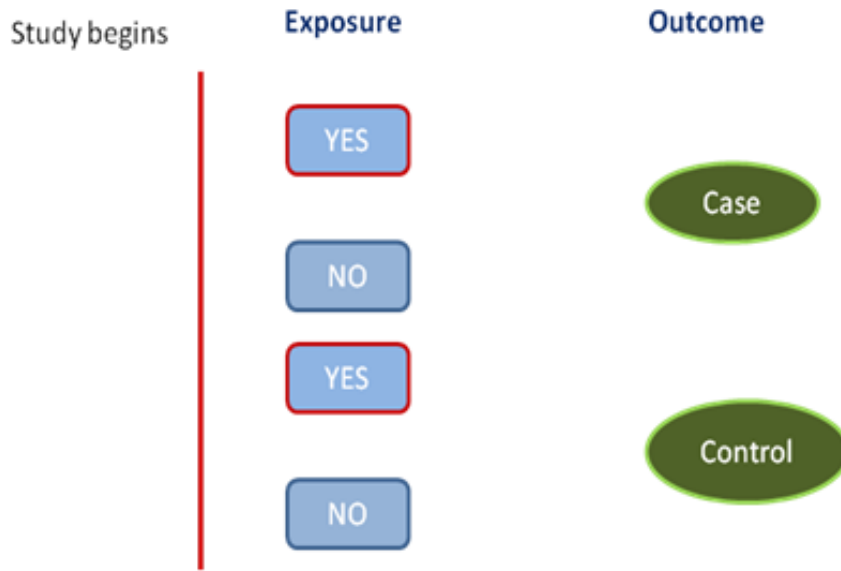 Study begins
Exposure
Outcome
YES
Case
NO
YES
Control
NO